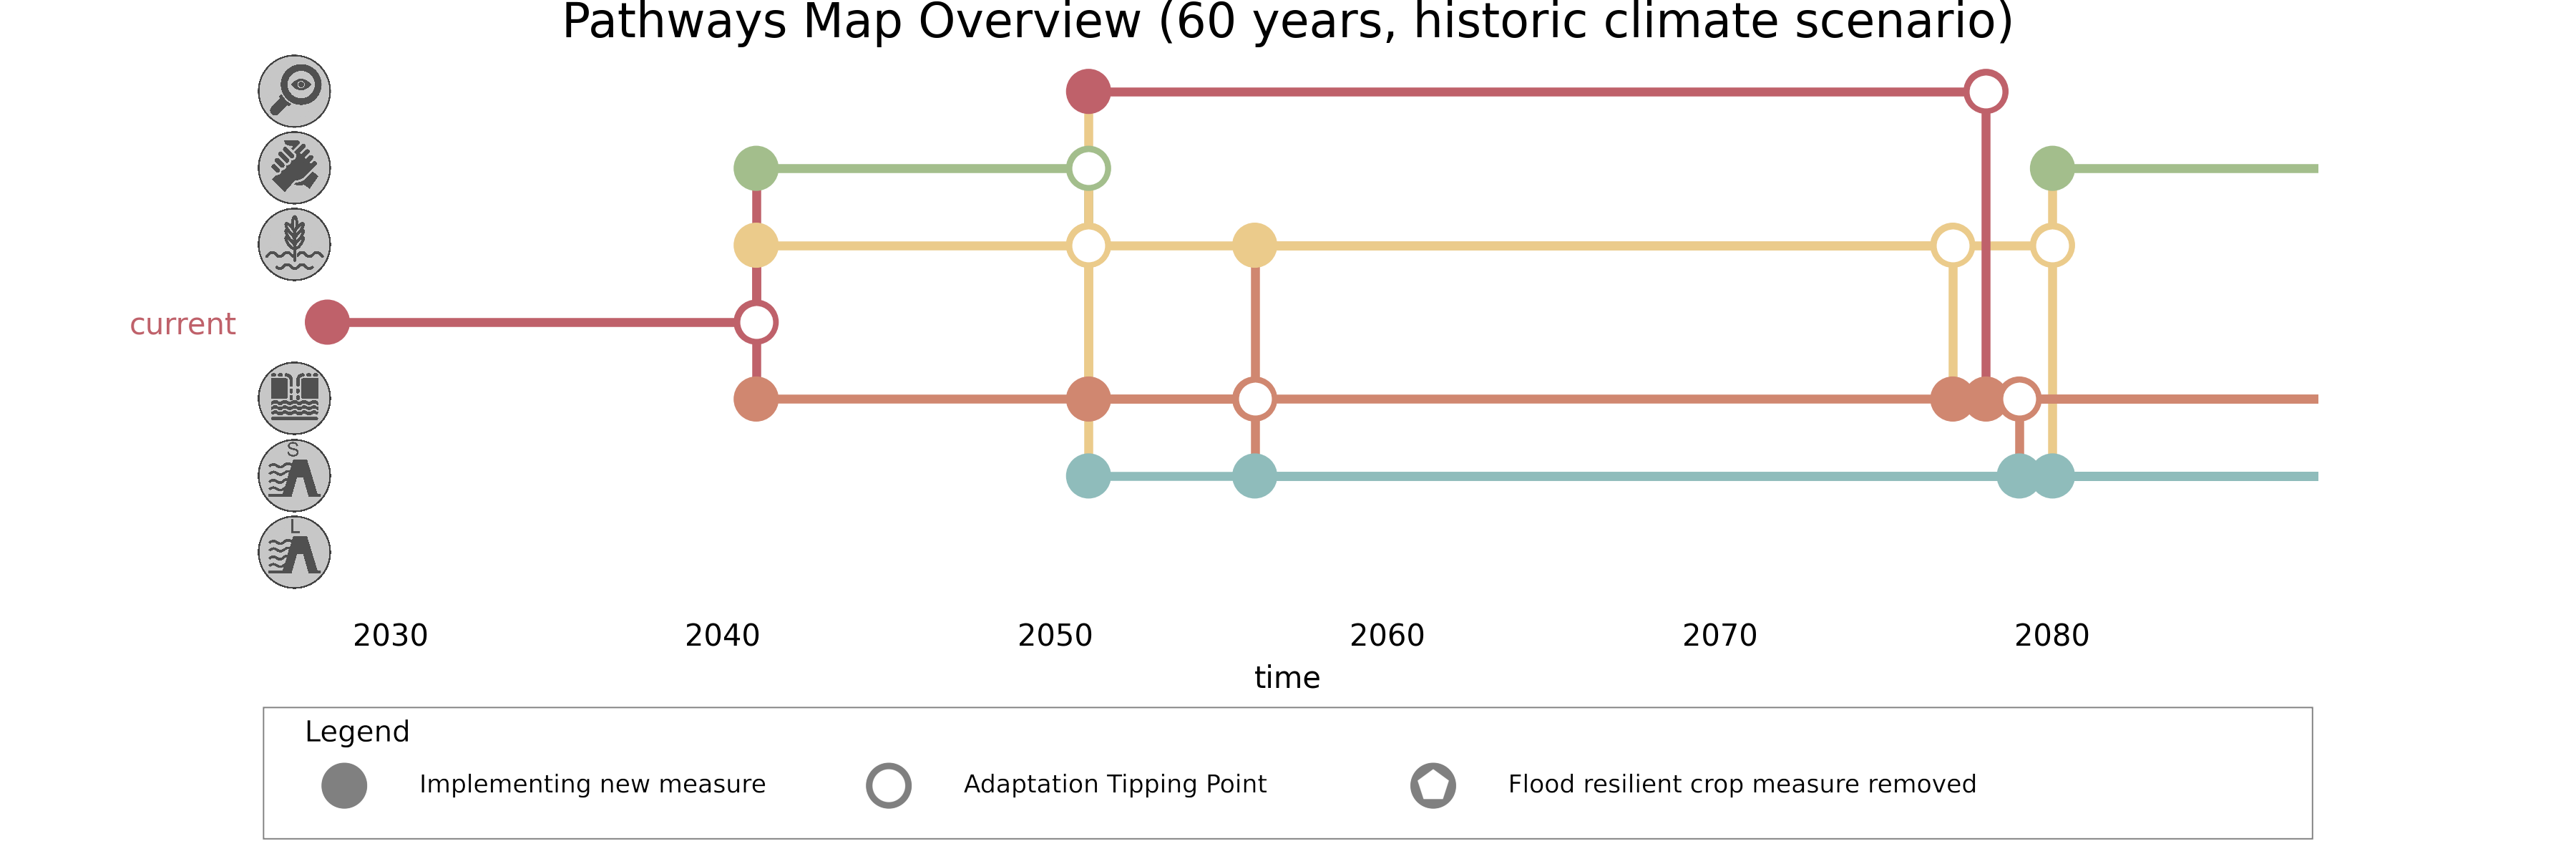 Pathways Map Overview (60 years, historic climate scenario)
current
S
L
2030 2040 2050 2060 2070 2080
time
Legend
Implementing new measure Adaptation Tipping Point Flood resilient crop measure removed